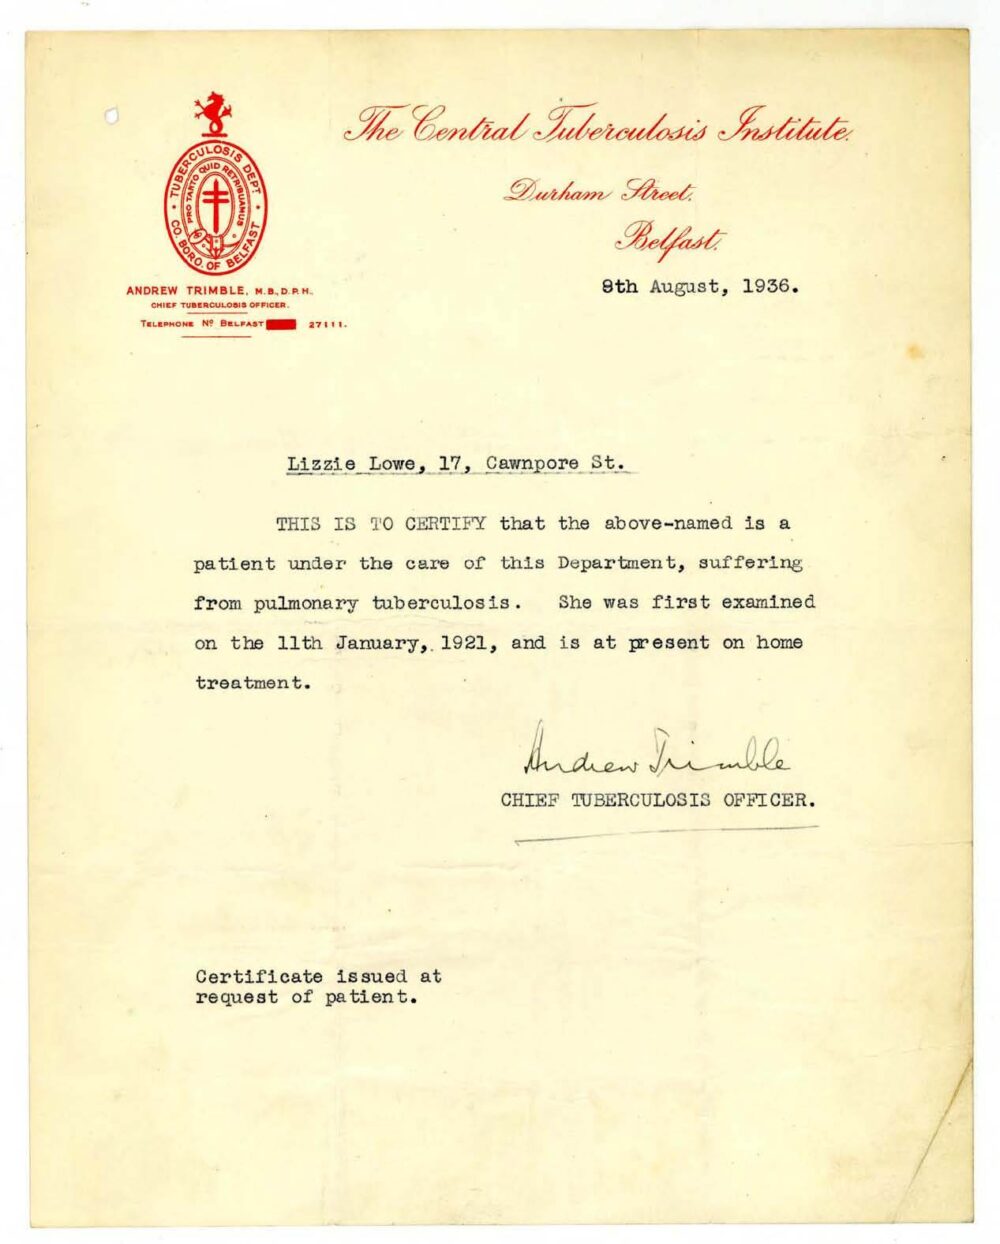 The Central Tuberculosis Institute.
Durham Street.
Belfast.
TUBERCULOSIS DEPT
CO. BORO. OF BELFAST
PRO TANTO QUID RETRIBUAMUS
ANDREW TRIMBLE, M.B., D.P.H.
CHIEF TUBERCULOSIS OFFICER.
TELEPHONE Nº BELFAST 27111.
8th August, 1936.
Lizzie Lowe, 17, Cawnpore St.
THIS IS TO CERTIFY that the above-named is a
patient under the care of this Department, suffering
from pulmonary tuberculosis. She was first examined
on the 11th January, 1921, and is at present on home
treatment.
Andrew Trimble
CHIEF TUBERCULOSIS OFFICER.
Certificate issued at
request of patient.